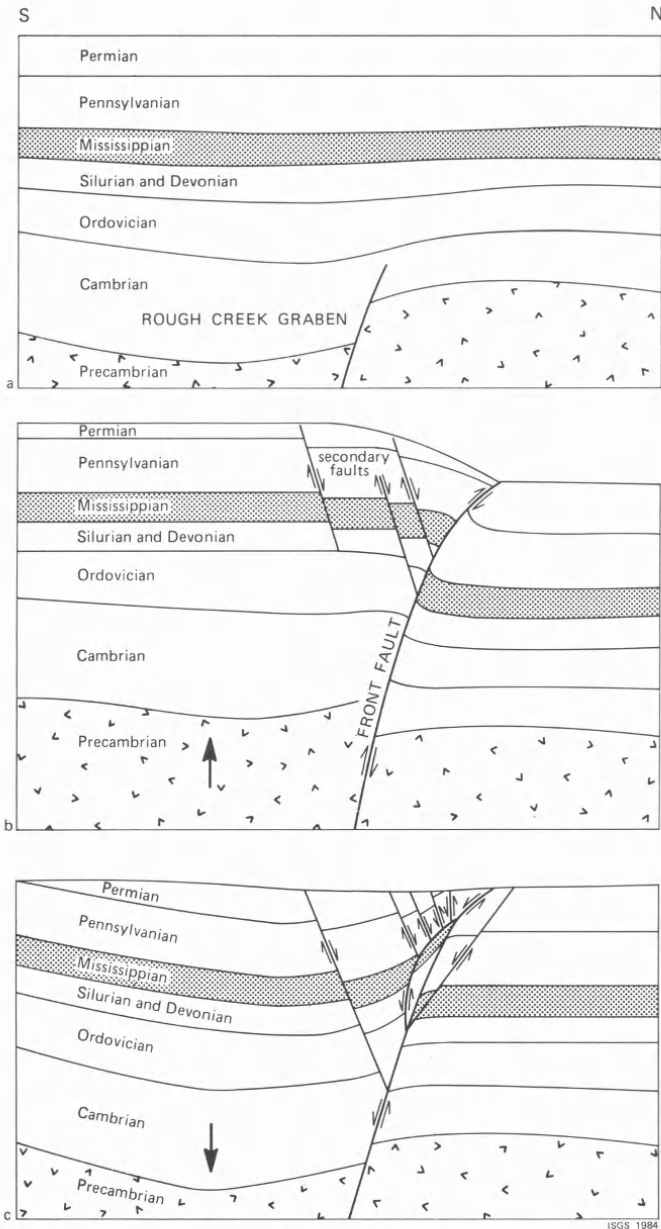 S N
Permian
Pennsylvanian
Mississippian
Silurian and Devonian
Ordovician
Cambrian
ROUGH CREEK GRABEN
Precambrian
a
Permian
Pennsylvanian
secondary
faults
Mississippian
Silurian and Devonian
Ordovician
Cambrian
FRONT FAULT
Precambrian
b
Permian
Pennsylvanian
Mississippian
Silurian and Devonian
Ordovician
Cambrian
Precambrian
c
ISGS 1984